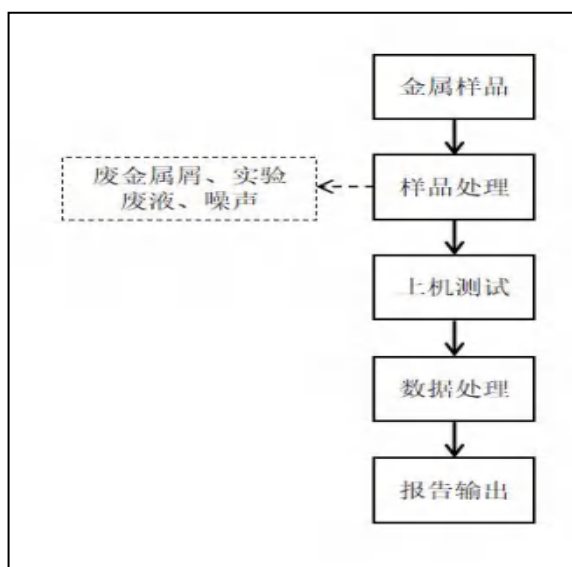 金属样品
废金属屑、实验
废液、噪声
样品处理
上机测试
数据处理
报告输出